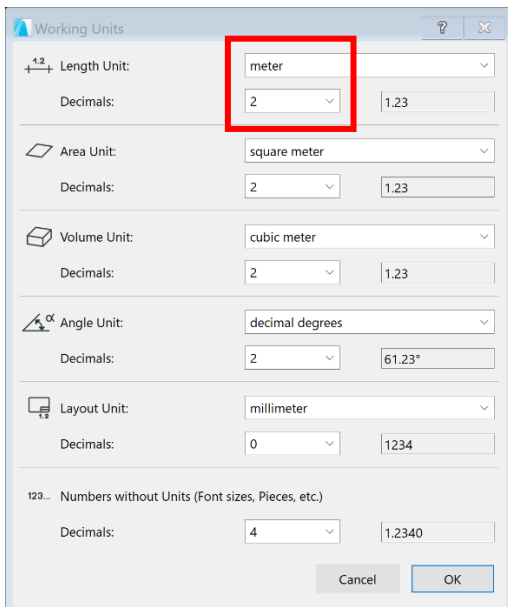 Working Units ?
1.2 Length Unit: meter
Decimals: 2 1.23
Area Unit: square meter
Decimals: 2 1.23
Volume Unit: cubic meter
Decimals: 2 1.23
α Angle Unit: decimal degrees
Decimals: 2 61.23°
1.2 Layout Unit: millimeter
Decimals: 0 1234
123... Numbers without Units (Font sizes, Pieces, etc.)
Decimals: 4 1.2340
Cancel OK